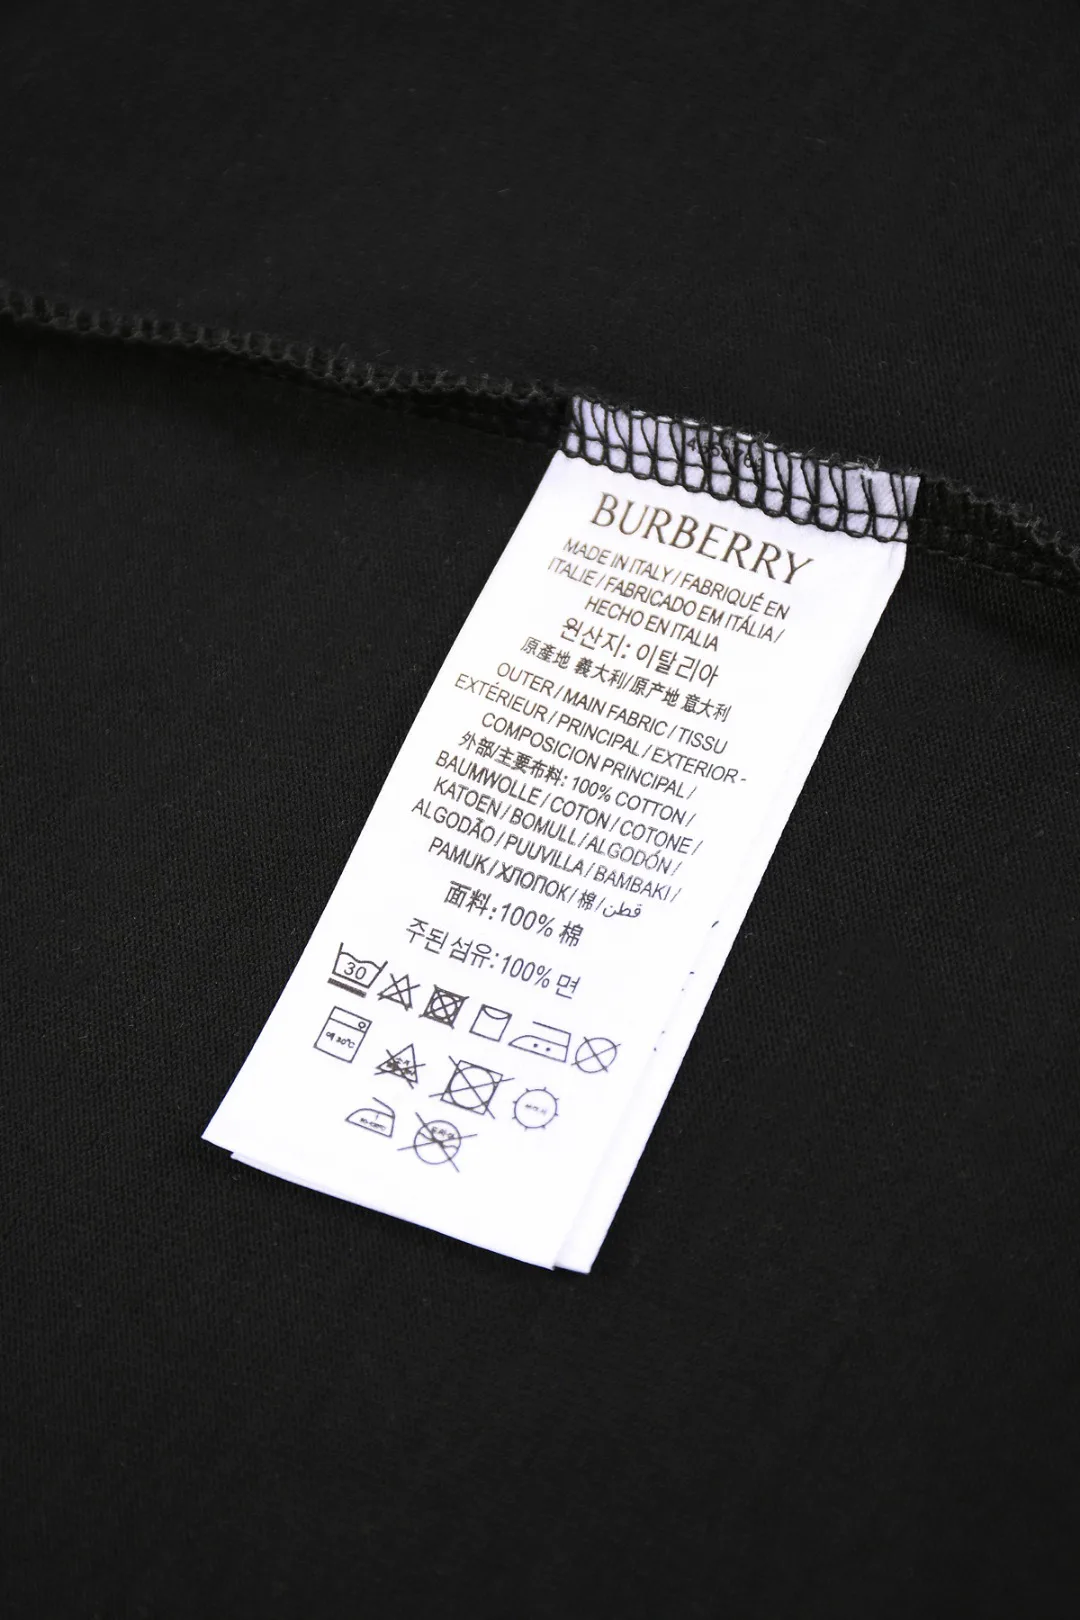 BURBERRY
MADE IN ITALY / FABRIQUÉ EN
ITALIE / FABRICADO EM ITÁLIA /
HECHO EN ITALIA
원산지: 이탈리아
原產地 義大利/原产地 意大利
OUTER / MAIN FABRIC / TISSU
EXTÉRIEUR / PRINCIPAL / EXTERIOR -
COMPOSICION PRINCIPAL /
外部/主要布料: 100% COTTON /
BAUMWOLLE / COTON / COTONE /
KATOEN / BOMULL / ALGODÓN /
ALGODÃO / PUUVILLA / BAMBAKI /
PAMUK / ХЛОПОК / 棉 / قطن
面料:100% 棉
주된 섬유:100% 면
30